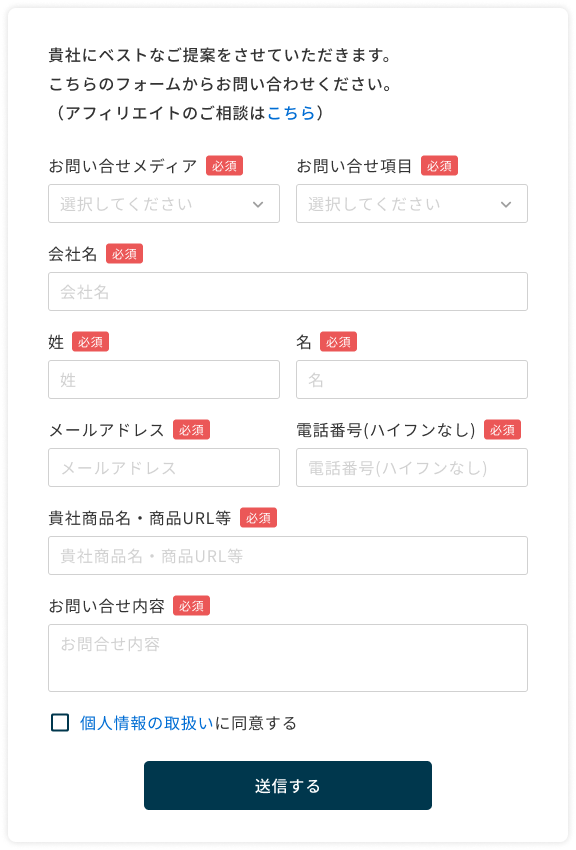 貴社にベストなご提案をさせていただきます。
こちらのフォームからお問い合わせください。
（アフィリエイトのご相談はこちら）
お問い合せメディア 必須 お問い合せ項目 必須
選択してください 選択してください
会社名 必須
会社名
姓 必須 名 必須
姓 名
メールアドレス 必須 電話番号(ハイフンなし) 必須
メールアドレス 電話番号(ハイフンなし)
貴社商品名・商品URL等 必須
貴社商品名・商品URL等
お問い合せ内容 必須
お問合せ内容
個人情報の取扱いに同意する
送信する